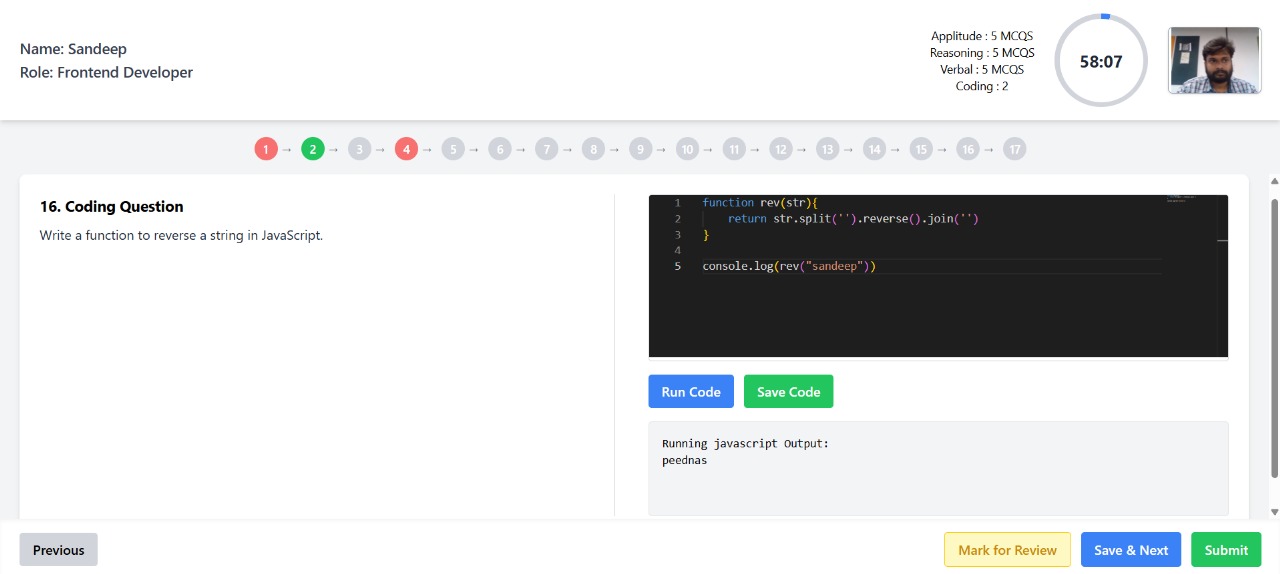 Name: Sandeep
Role: Frontend Developer
Applitude : 5 MCQS
Reasoning : 5 MCQS
Verbal : 5 MCQS
Coding : 2
58:07
1 → 2 → 3 → 4 → 5 → 6 → 7 → 8 → 9 → 10 → 11 → 12 → 13 → 14 → 15 → 16 → 17
16. Coding Question
Write a function to reverse a string in JavaScript.
1 function rev(str){
2     return str.split('').reverse().join('')
3 }
4
5 console.log(rev("sandeep"))
Run Code
Save Code
Running javascript Output:
peednas
Previous
Mark for Review
Save & Next
Submit